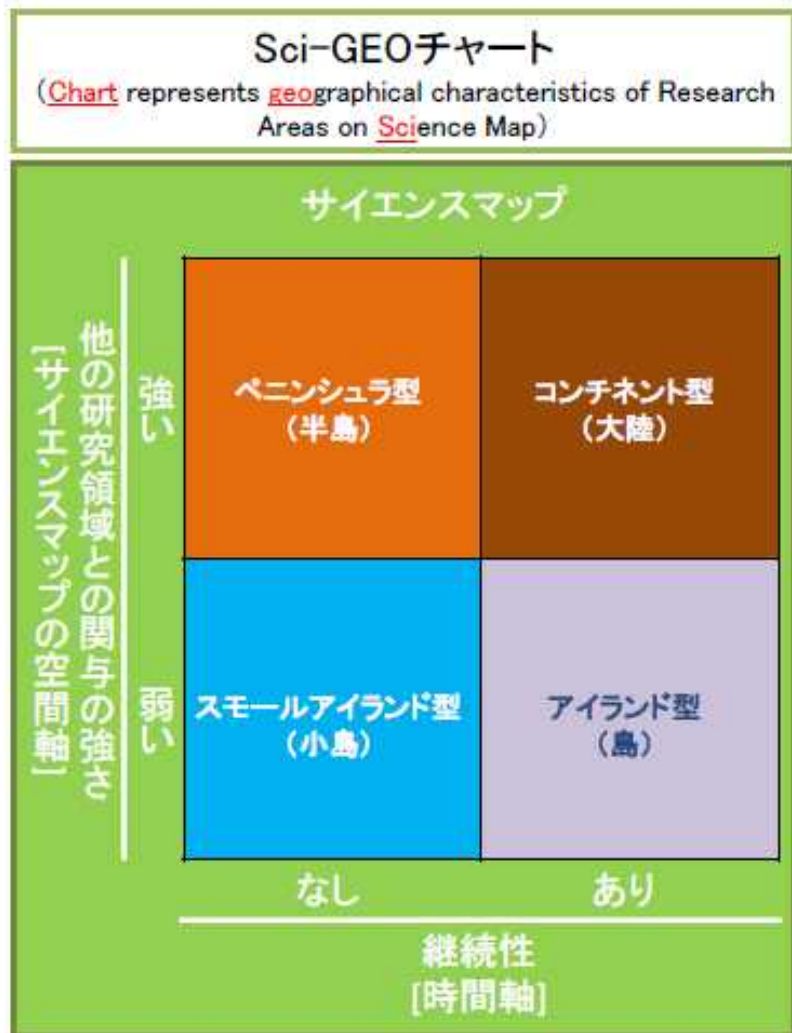 Sci-GEOチャート
(Chart represents geographical characteristics of Research
Areas on Science Map)
サイエンスマップ
他の研究領域との関与の強さ
[サイエンスマップの空間軸]
強い
ペニンシュラ型
(半島)
コンチネント型
(大陸)
弱い
スモールアイランド型
(小島)
アイランド型
(島)
なし
あり
継続性
[時間軸]